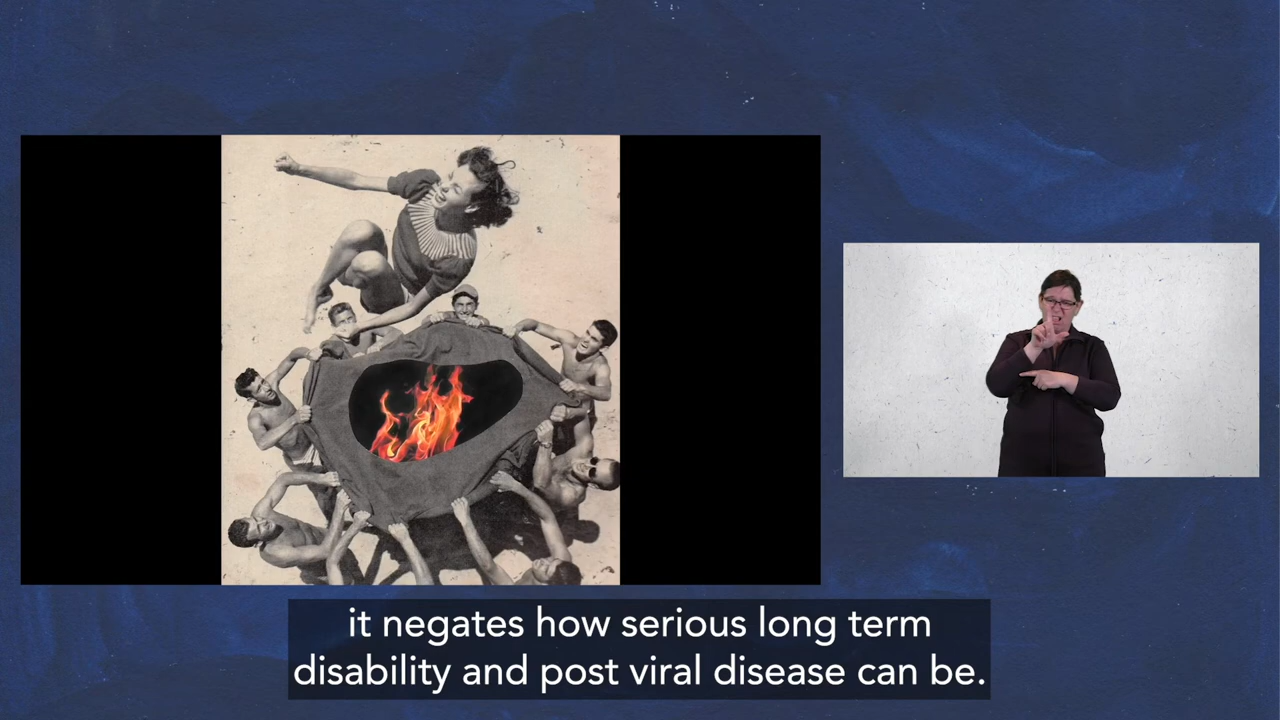 it negates how serious long term
disability and post viral disease can be.